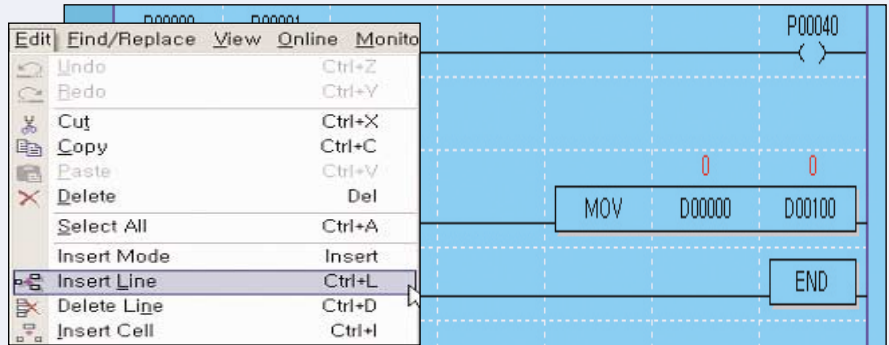 P00000 P00001
P00040
Edit Find/Replace View Online Monito
Undo Ctrl+Z
Redo Ctrl+Y
Cut Ctrl+X
Copy Ctrl+C
Paste Ctrl+V
Delete Del
Select All Ctrl+A
Insert Mode Insert
Insert Line Ctrl+L
Delete Line Ctrl+D
Insert Cell Ctrl+I
( )
0 0
MOV D00000 D00100
END